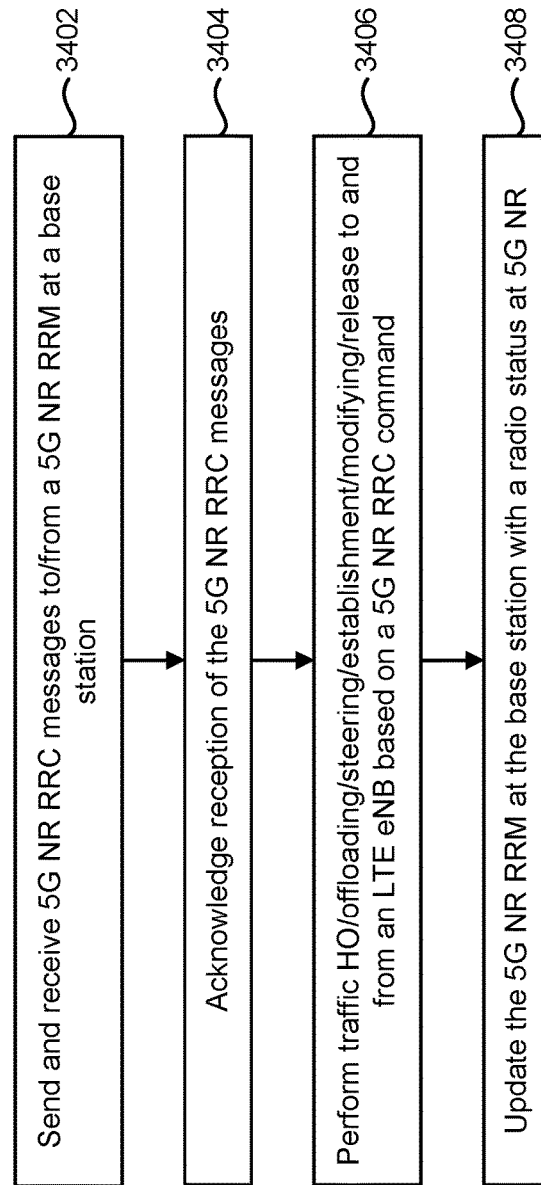 Send and receive 5G NR RRC messages to/from a 5G NR RRM at a base
station
3402
Acknowledge reception of the 5G NR RRC messages
3404
Perform traffic HO/offloading/steering/establishment/modifying/release to and
from an LTE eNB based on a 5G NR RRC command
3406
Update the 5G NR RRM at the base station with a radio status at 5G NR
3408